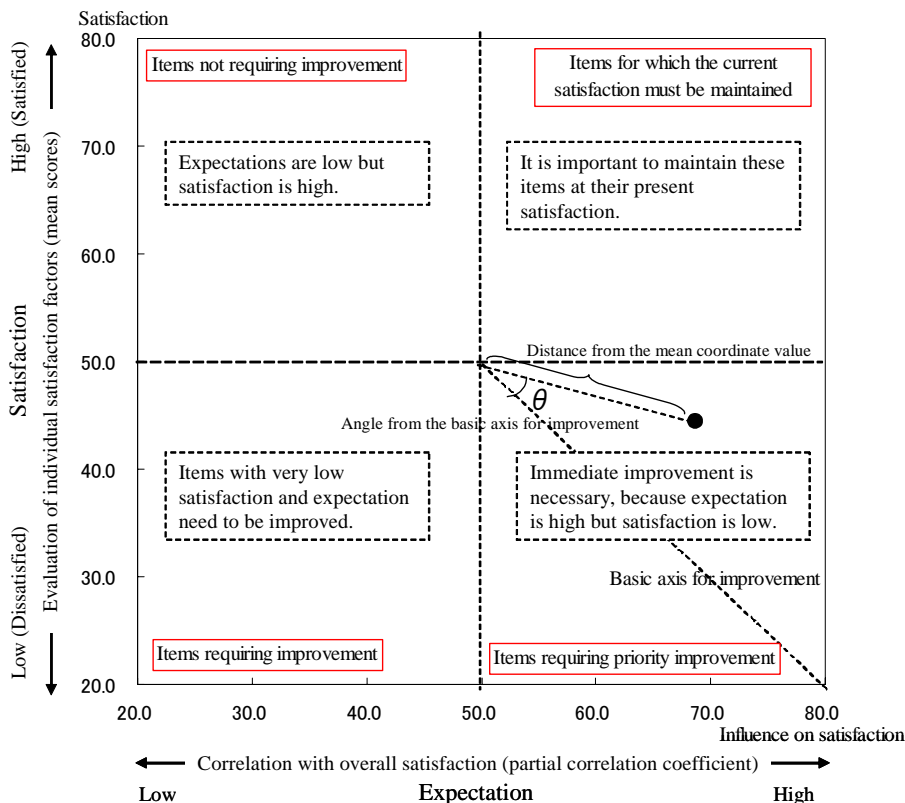 Satisfaction
80.0
Items not requiring improvement
Items for which the current
satisfaction must be maintained
High (Satisfied)
70.0
Expectations are low but
satisfaction is high.
It is important to maintain these
items at their present
satisfaction.
60.0
Evaluation of individual satisfaction factors (mean scores)
Satisfaction
50.0
Distance from the mean coordinate value
θ
Angle from the basic axis for improvement
40.0
Items with very low
satisfaction and expectation
need to be improved.
Immediate improvement is
necessary, because expectation
is high but satisfaction is low.
Low (Dissatisfied)
30.0
Basic axis for improvement
Items requiring improvement
Items requiring priority improvement
20.0
20.0 30.0 40.0 50.0 60.0 70.0 80.0
Influence on satisfaction
Correlation with overall satisfaction (partial correlation coefficient)
Low Expectation High